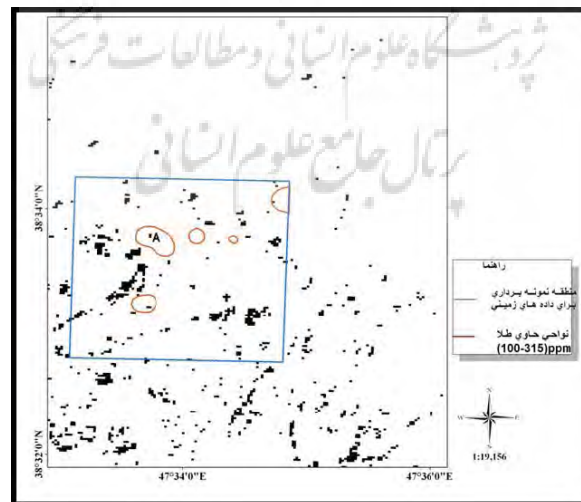 پژوهشگاه علوم انسانی و مطالعات فرهنگی
پرتال جامع علوم انسانی
38°34'0"N
A
راهنما
منطقه نمونه برداری
برای داده های زمینی
نواحی حاوی طلا
(100-315)ppm
N
W
E
S
1:19,156
38°32'0"N
47°34'0"E
47°36'0"E